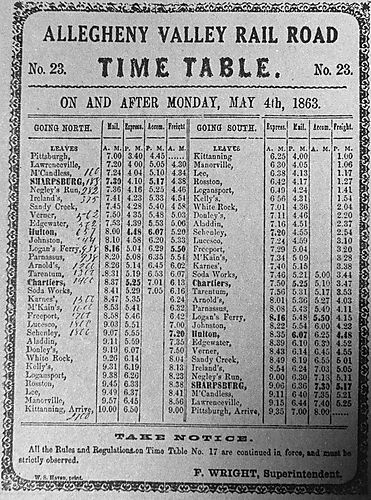 ALLEGHENY VALLEY RAIL ROAD
No. 23. TIME TABLE. No. 23.
ON AND AFTER MONDAY, MAY 4th, 1863.
GOING NORTH. Mail. Express. Accom. Freight GOING SOUTH. Express. Mail. Accom. Freight.
LEAVES A. M. P. M. P. M. P. M. LEAVES A. M. A. M. P. M. P. M.
Pittsburgh, 7.00 3.40 4.45 ...... Kittanning 6.25 4.00 1.00
Lawrenceville, 7.20 4.00 5.05 4.30 Manorville, 6.30 4.05 1.06
M'Candless, 7.24 4.04 5.10 4.34 Lee, 6.38 4.13 1.17
SHARPSBURG, 7.29 4.10 5.17 4.38 Rosston, 6.42 4.17 1.29
Negley's Run, 7.36 4.16 5.25 4.46 Logansport, 6.49 4.24 1.41
Ireland's, 7.41 4.23 5.33 4.54 Kelly's, 6.56 4.31 1.54
Sandy Creek, 7.45 4.28 5.40 4.58 White Rock, 7.01 4.36 2.04
Verner, 7.50 4.35 5.48 5.03 Donley's, 7.11 4.46 2.20
Edgewater, 7.53 4.39 5.53 5.06 Aladdin, 7.16 4.51 2.37
Hulton, 8.00 4.48 6.07 5.20 Schenley, 7.20 4.55 2.54
Johnston, 8.10 4.58 6.20 5.33 Lucesco, 7.24 4.59 3.10
Logan's Ferry, 8.16 5.05 6.29 5.50 Freeport, 7.29 5.04 3.20
Parnassus, 8.20 5.08 6.35 5.54 M'Kain's, 7.34 5.09 3.28
Arnold's, 8.26 5.11 6.45 6.02 Karnes', 7.40 5.15 3.38
Tarentum, 8.31 5.19 6.53 6.07 Soda Works, 7.46 5.21 5.00 3.44
Chartiers, 8.37 5.25 7.01 6.13 Chartiers, 7.50 5.25 5.10 3.47
Soda Works, 8.41 5.29 7.05 6.16 Tarentum, 7.56 5.31 5.17 3.53
Karnes', 8.47 5.35 6.24 Arnold's, 8.01 5.36 5.27 4.03
M'Kain's, 8.53 5.41 6.32 Parnassus, 8.08 5.43 5.49 4.11
Freeport, 8.58 5.46 6.42 Logan's Ferry, 8.16 5.48 5.50 4.15
Lucesco, 9.03 5.51 7.00 Johnston, 8.22 5.54 6.00 4.22
Schenley, 9.07 5.55 7.20 Hulton, 8.35 6.07 6.25 4.48
Aladdin, 9.11 5.59 7.35 Edgewater, 8.39 6.10 6.39 4.52
Donley's, 9.19 6.07 7.50 Verner, 8.43 6.14 6.45 4.55
White Rock, 9.26 6.14 8.04 Sandy Creek, 8.49 6.19 6.55 5.01
Kelly's, 9.31 6.19 8.13 Ireland's, 8.54 6.24 7.03 5.05
Logansport, 9.38 6.26 8.23 Negley's Run, 9.00 6.30 7.13 5.11
Rosston, 9.45 6.33 8.38 SHARPSBURG, 9.06 6.36 7.30 5.17
Lee, 9.49 6.37 8.41 M'Candless, 9.11 6.40 7.35 5.21
Manorville, 9.57 6.45 8.56 Lawrenceville, 9.15 6.44 7.40 5.25
Kittanning, Arrive, 10.00 6.50 9.00 Pittsburgh, Arrive, 9.35 7.00 8.00 ......
TAKE NOTICE.
All the Rules and Regulations on Time Table No. 17 are continued in force, and must be
strictly observed.
F. WRIGHT, Superintendent.
W. S. Haven, print.